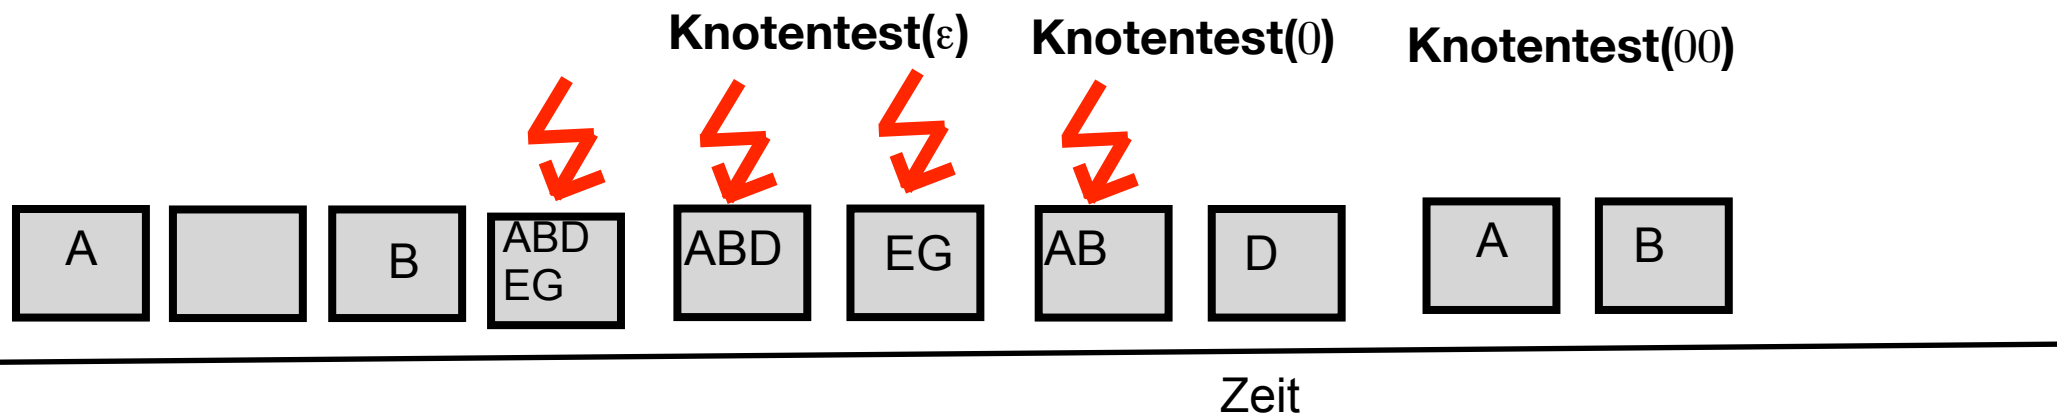 Knotentest(ε) Knotentest(0) Knotentest(00)
A
B
ABD
EG
ABD
EG
AB
D
A
B
Zeit